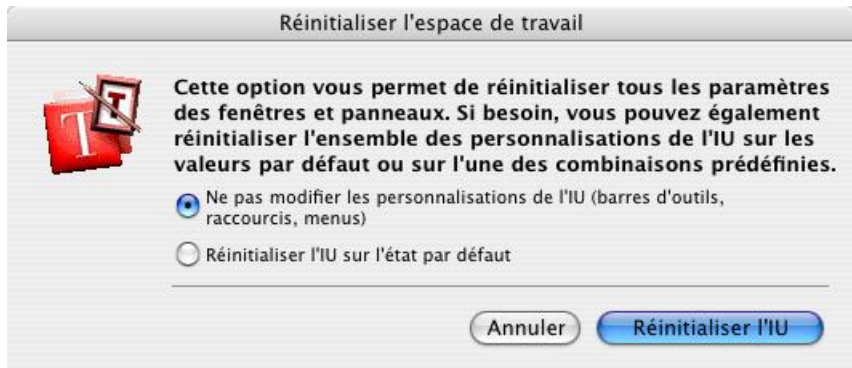 Réinitialiser l'espace de travail
Cette option vous permet de réinitialiser tous les paramètres
des fenêtres et panneaux. Si besoin, vous pouvez également
réinitialiser l'ensemble des personnalisations de l'IU sur les
valeurs par défaut ou sur l'une des combinaisons prédéfinies.
Ne pas modifier les personnalisations de l'IU (barres d'outils,
raccourcis, menus)
Réinitialiser l'IU sur l'état par défaut
Annuler Réinitialiser l'IU